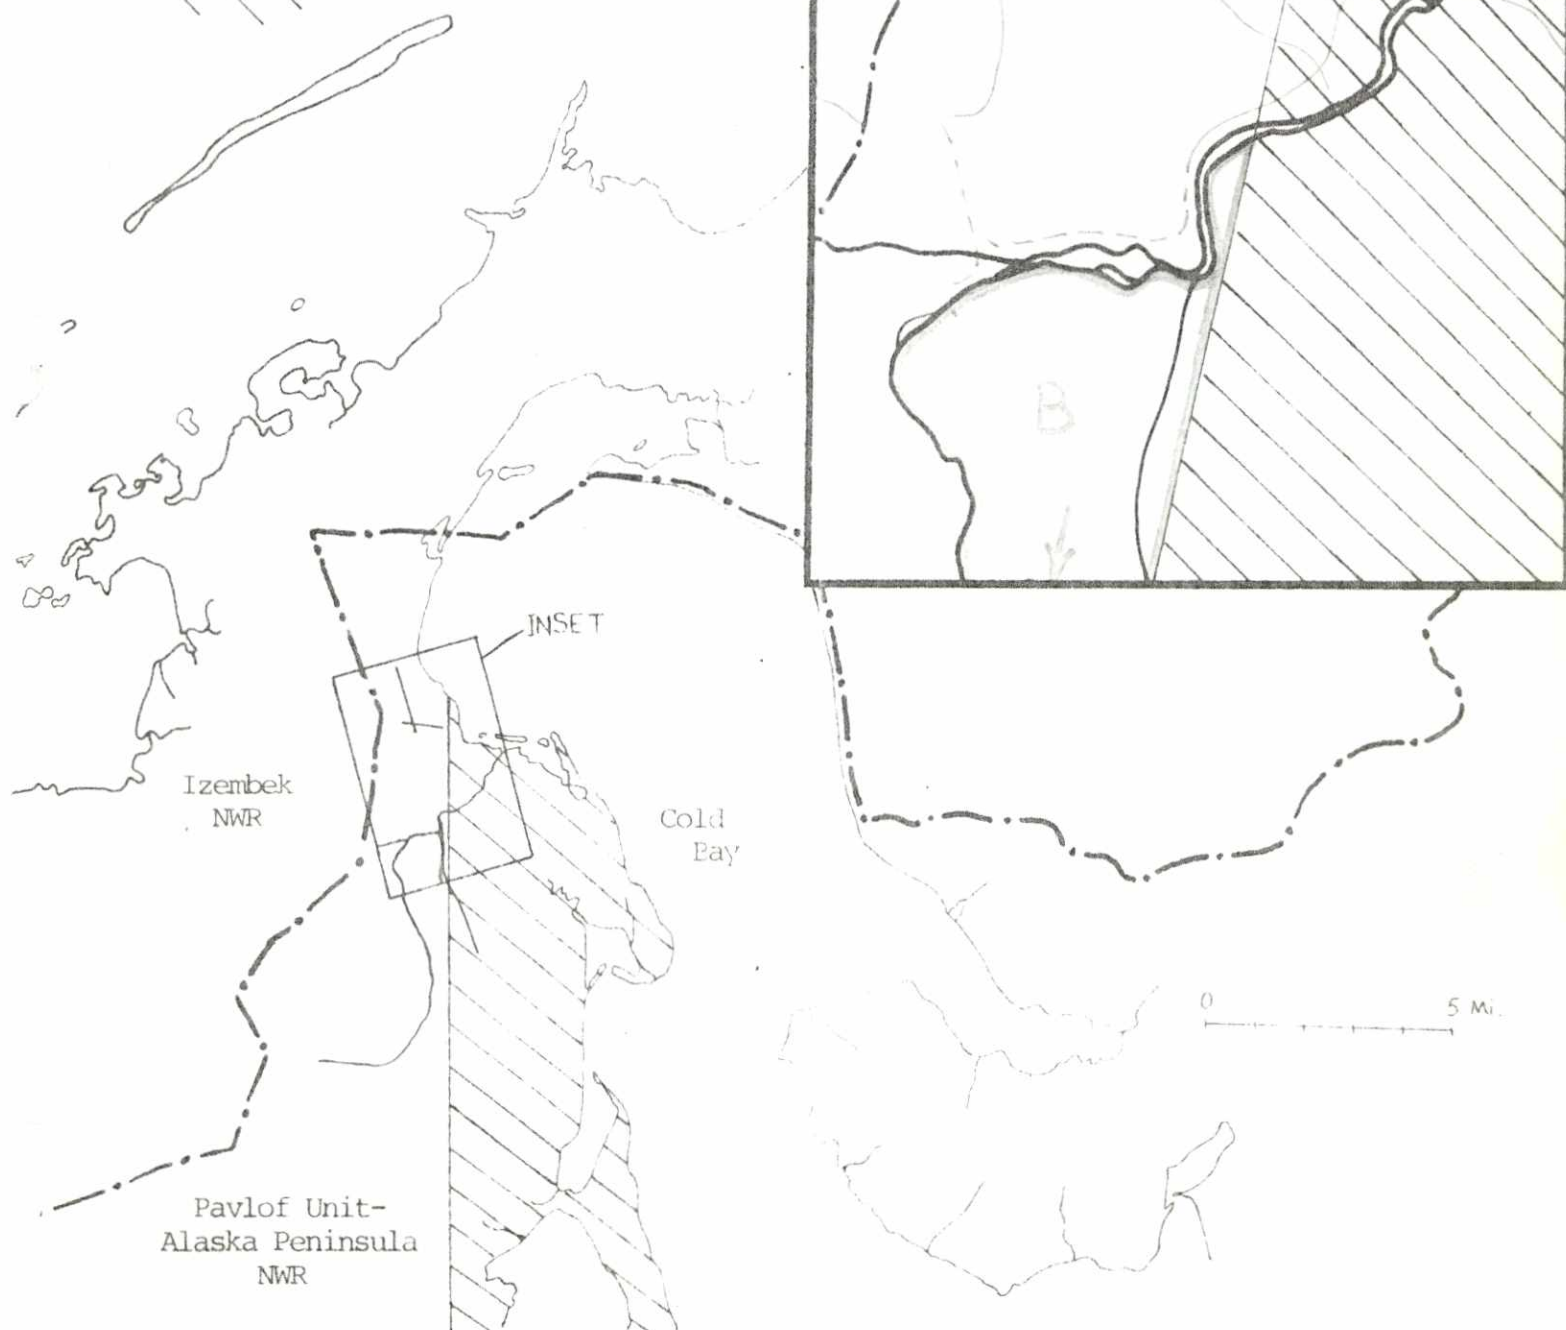 B
INSET
Izembek
NWR
Cold
Bay
0 5 Mi.
Pavlof Unit-
Alaska Peninsula
NWR